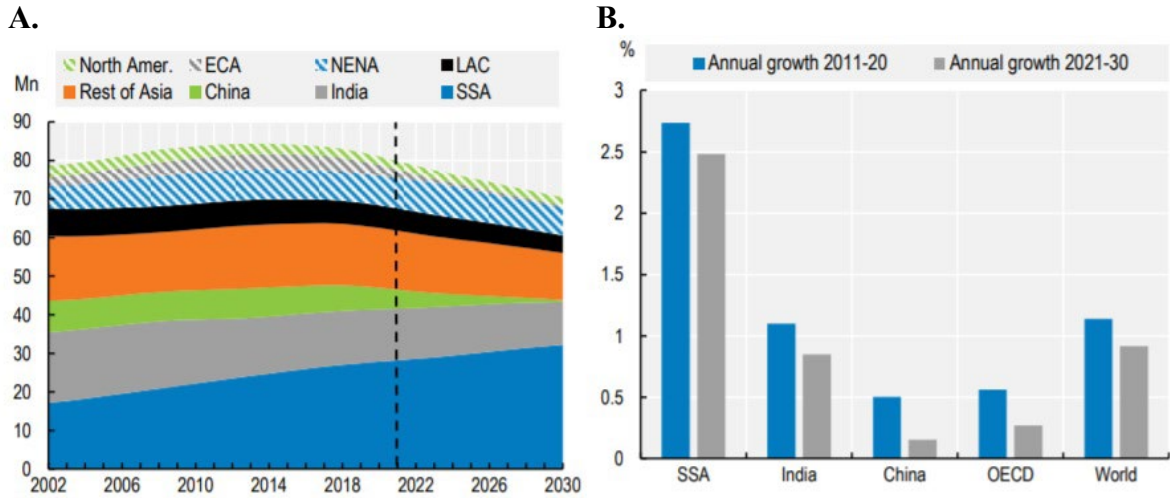 A.
North Amer. ECA NENA LAC
Rest of Asia China India SSA
Mn
90
80
70
60
50
40
30
20
10
0
2002 2006 2010 2014 2018 2022 2026 2030
B.
%
Annual growth 2011-20 Annual growth 2021-30
3
2.5
2
1.5
1
0.5
0
SSA India China OECD World